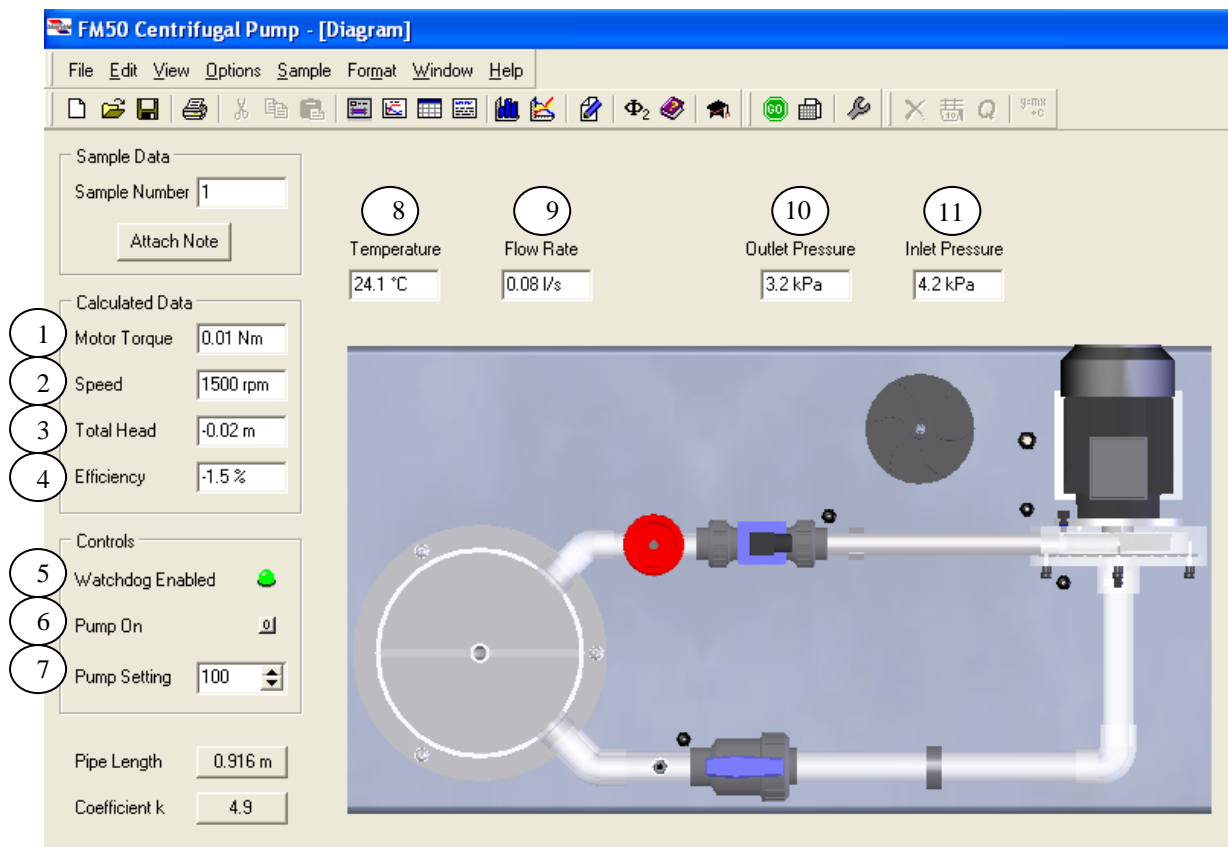 FM50 Centrifugal Pump - [Diagram]
File Edit View Options Sample Format Window Help
GO
Φ2
Q
y=mx
+C
Sample Data
Sample Number 1
Attach Note
8 9 10 11
Temperature Flow Rate Outlet Pressure Inlet Pressure
24.1 °C 0.08 l/s 3.2 kPa 4.2 kPa
Calculated Data
1 Motor Torque 0.01 Nm
2 Speed 1500 rpm
3 Total Head -0.02 m
4 Efficiency -1.5 %
Controls
5 Watchdog Enabled
6 Pump On 0
7 Pump Setting 100
Pipe Length 0.916 m
Coefficient k 4.9